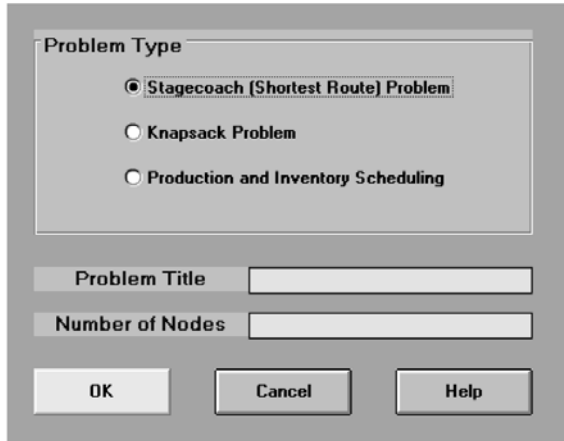 Problem Type
Stagecoach (Shortest Route) Problem
Knapsack Problem
Production and Inventory Scheduling
Problem Title
Number of Nodes
OK Cancel Help